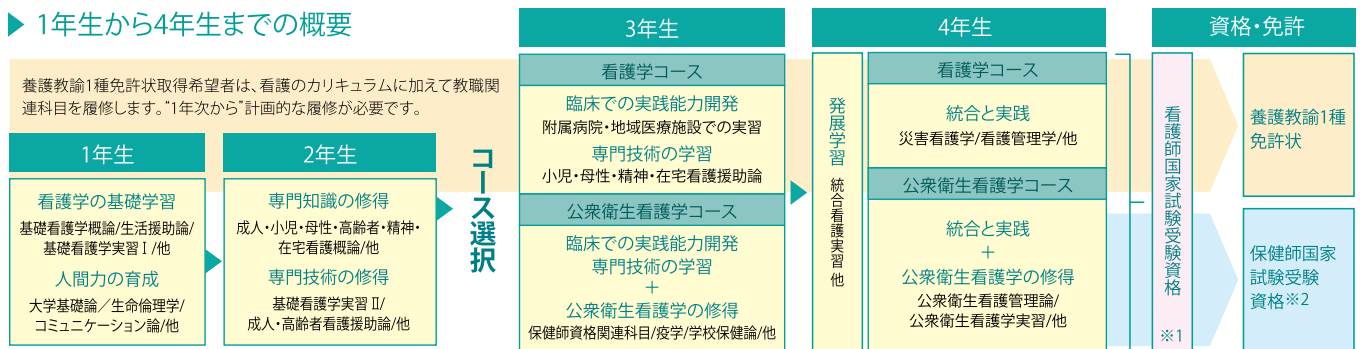 1年生から4年生までの概要
養護教諭1種免許状取得希望者は、看護のカリキュラムに加えて教職関
連科目を履修します。“1年次から”計画的な履修が必要です。
1年生
看護学の基礎学習
基礎看護学概論/生活援助論/
基礎看護学実習Ⅰ/他
人間力の育成
大学基礎論／生命倫理学/
コミュニケーション論/他
2年生
専門知識の修得
成人・小児・母性・高齢者・精神・
在宅看護概論/他
専門技術の修得
基礎看護学実習Ⅱ/
成人・高齢者看護援助論/他
コース選択
3年生
看護学コース
臨床での実践能力開発
附属病院・地域医療施設での実習
専門技術の学習
小児・母性・精神・在宅看護援助論
公衆衛生看護学コース
臨床での実践能力開発
専門技術の学習
+
公衆衛生看護学の修得
保健師資格関連科目/疫学/学校保健論/他
4年生
発展学習 統合看護実習 他
看護学コース
統合と実践
災害看護学/看護管理学/他
公衆衛生看護学コース
統合と実践
+
公衆衛生看護学の修得
公衆衛生看護管理論/
公衆衛生看護学実習/他
資格・免許
看護師国家試験受験資格
※1
養護教諭1種
免許状
保健師国家
試験受験
資格※2